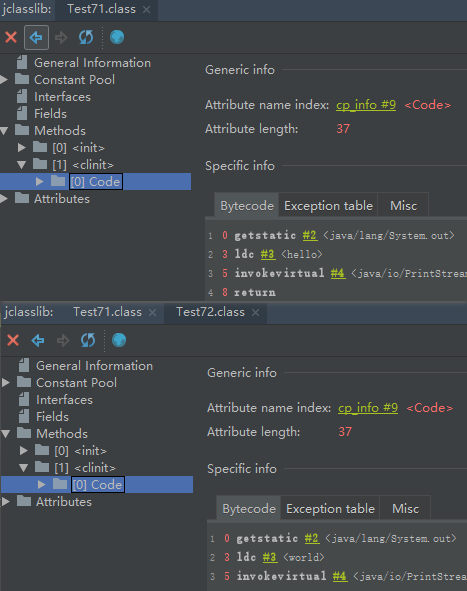 jclasslib: Test71.class ×
General Information
Constant Pool
Interfaces
Fields
Methods
[0] <init>
[1] <clinit>
[0] Code
Attributes
Generic info
Attribute name index: cp_info #9 <Code>
Attribute length: 37
Specific info
Bytecode Exception table Misc
1 0 getstatic #2 <java/lang/System.out>
2 3 ldc #3 <hello>
3 5 invokevirtual #4 <java/io/PrintStream
4 8 return
jclasslib: Test71.class × Test72.class ×
General Information
Constant Pool
Interfaces
Fields
Methods
[0] <init>
[1] <clinit>
[0] Code
Attributes
Generic info
Attribute name index: cp_info #9 <Code>
Attribute length: 37
Specific info
Bytecode Exception table Misc
1 0 getstatic #2 <java/lang/System.out>
2 3 ldc #3 <world>
3 5 invokevirtual #4 <java/io/PrintStrea